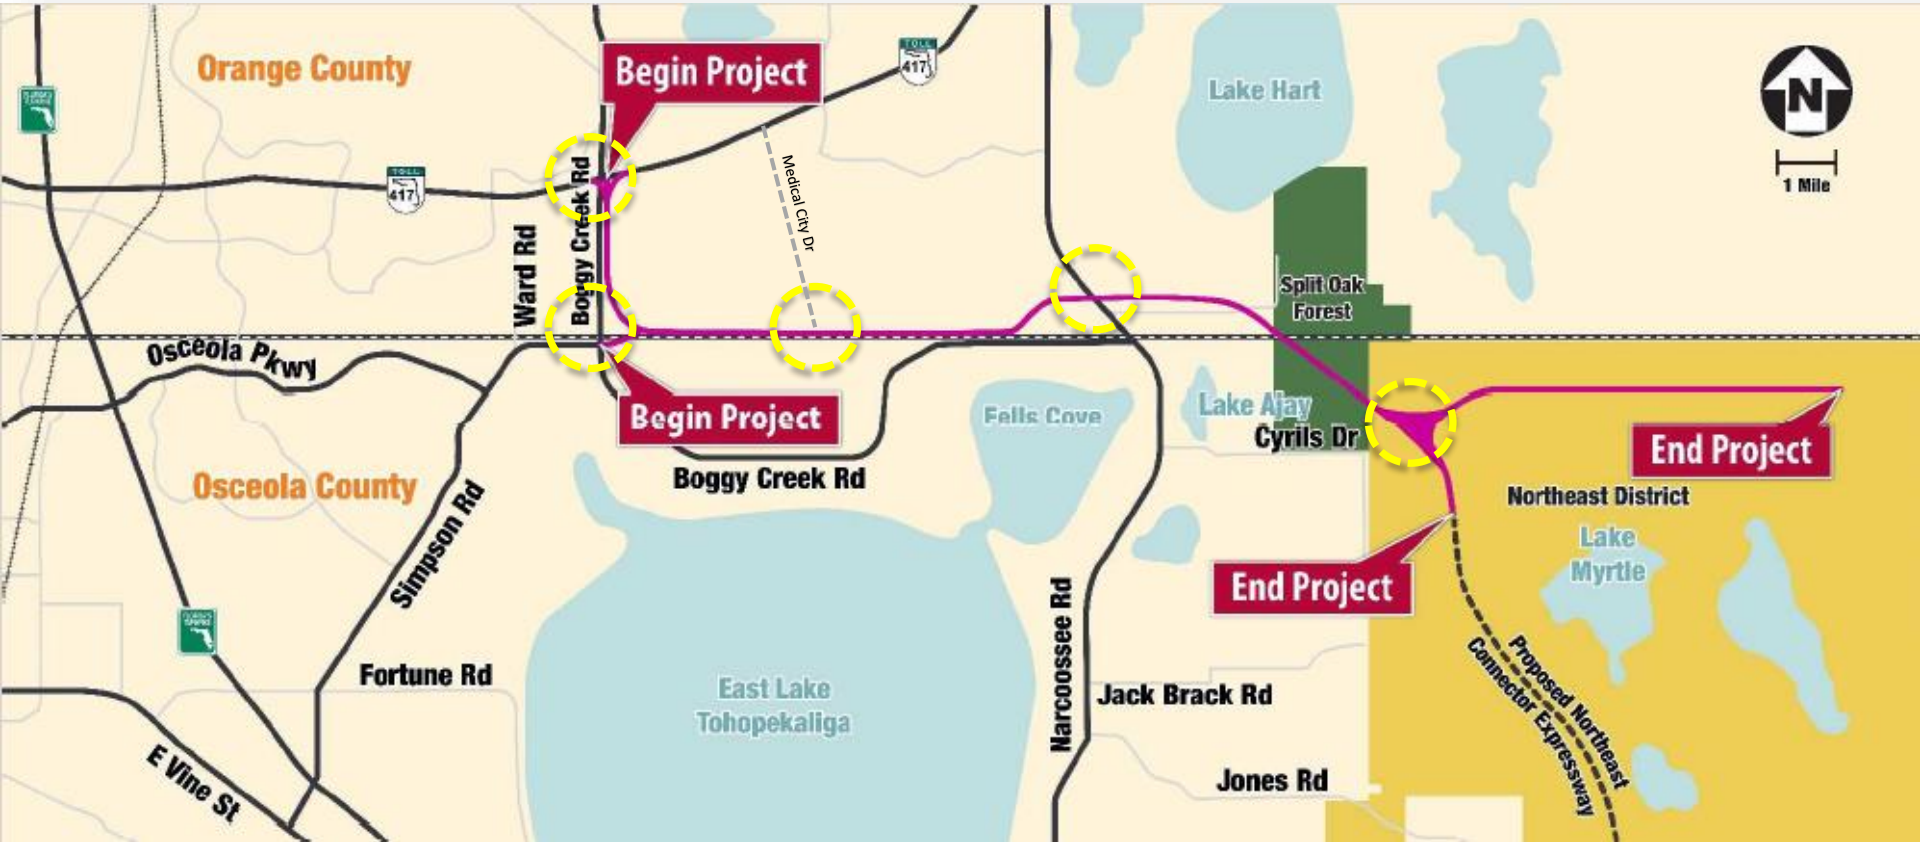 Orange County
Begin Project
TOLL
417
Lake Hart
N
1 Mile
TOLL
417
Medical City Dr
Ward Rd
Boggy Creek Rd
Split Oak
Forest
Osceola Pkwy
Begin Project
Fells Cove
Lake Ajay
Cyrils Dr
End Project
Osceola County
Boggy Creek Rd
Northeast District
Simpson Rd
Lake
Myrtle
End Project
Narcoossee Rd
Fortune Rd
East Lake
Tohopekaliga
Jack Brack Rd
Proposed Northeast
Connector Expressway
E Vine St
Jones Rd